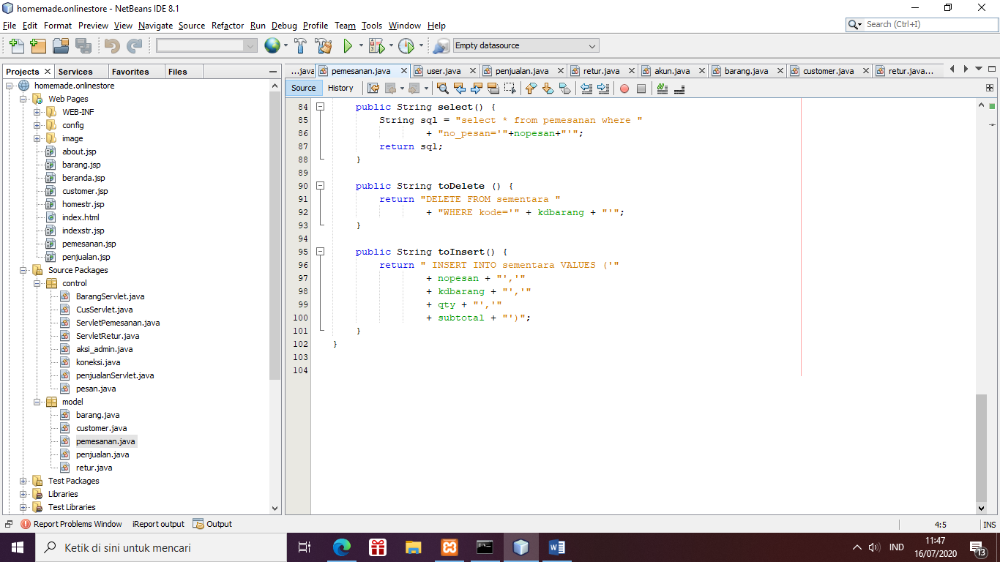 homemade.onlinestore - NetBeans IDE 8.1
File Edit Format Preview View Navigate Source Refactor Run Debug Profile Team Tools Window Help
Search (Ctrl+I)
Empty datasource
Projects Services Favorites Files
...java pemesanan.java user.java penjualan.java retur.java akun.java barang.java customer.java retur.java...
Source History
homemade.onlinestore
Web Pages
WEB-INF
config
image
about.jsp
barang.jsp
beranda.jsp
customer.jsp
homestr.jsp
index.html
indexstr.jsp
pemesanan.jsp
penjualan.jsp
Source Packages
control
BarangServlet.java
CusServlet.java
ServletPemesanan.java
ServletRetur.java
aksi_admin.java
koneksi.java
penjualanServlet.java
pesan.java
model
barang.java
customer.java
pemesanan.java
penjualan.java
retur.java
Test Packages
Libraries
Test Libraries
84 public String select() {
85 String sql = "select * from pemesanan where "
86 + "no_pesan='"+nopesan+"'";
87 return sql;
88 }
89
90 public String toDelete () {
91 return "DELETE FROM sementara "
92 + "WHERE kode='" + kdbarang + "'";
93 }
94
95 public String toInsert() {
96 return " INSERT INTO sementara VALUES ('"
97 + nopesan + "','"
98 + kdbarang + "','"
99 + qty + "','"
100 + subtotal + "')";
101 }
102 }
103
104
Report Problems Window iReport output Output
4:5 INS
Ketik di sini untuk mencari
IND
11:47
16/07/2020
13